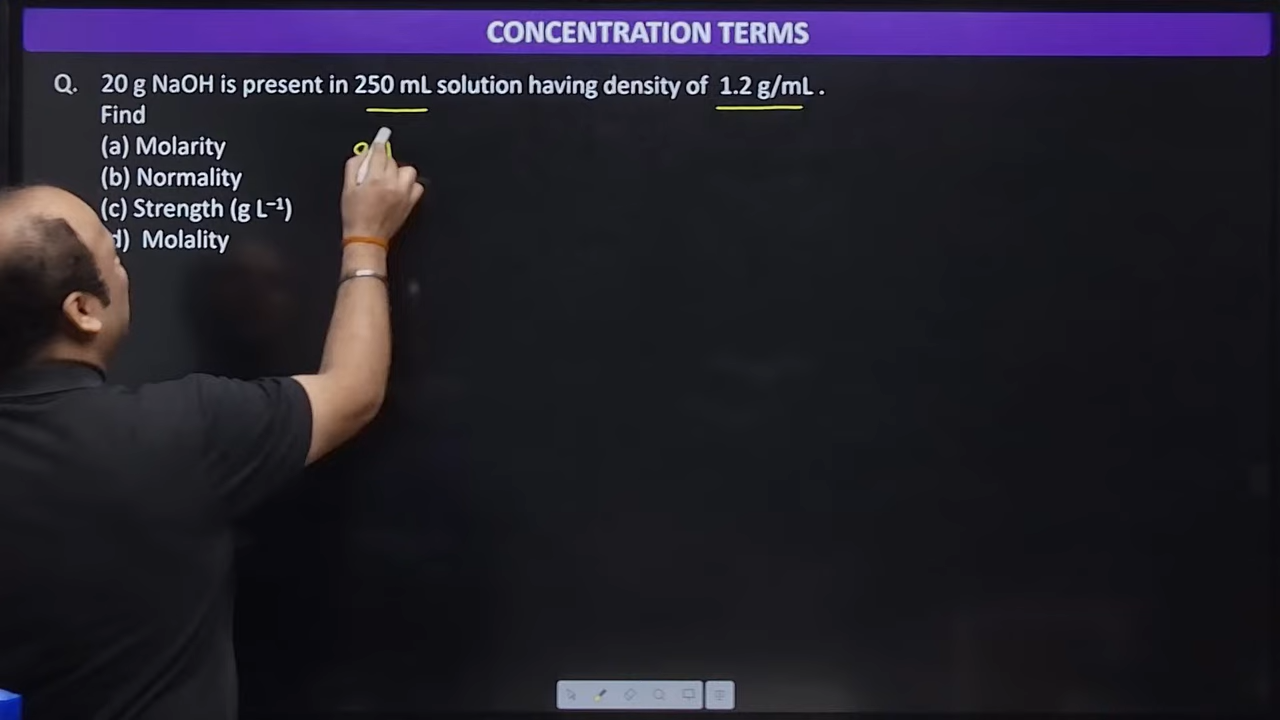 CONCENTRATION TERMS
Q. 20 g NaOH is present in 250 mL solution having density of 1.2 g/mL .
Find
(a) Molarity
(b) Normality
(c) Strength (g L⁻¹)
d) Molality